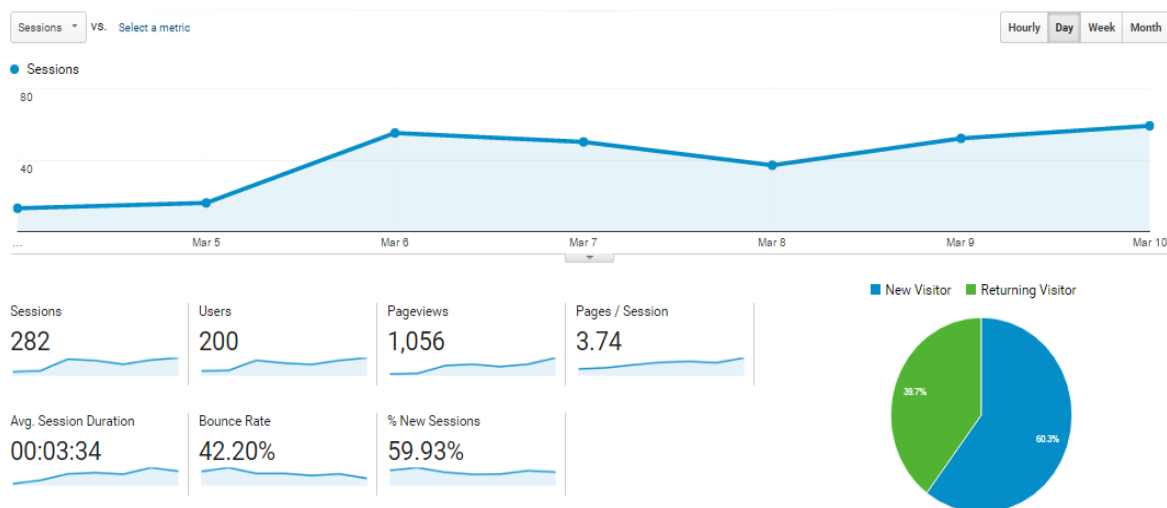 Sessions vs. Select a metric Hourly Day Week Month
Sessions
80
40
... Mar 5 Mar 6 Mar 7 Mar 8 Mar 9 Mar 10
New Visitor Returning Visitor
Sessions Users Pageviews Pages / Session
282 200 1,056 3.74
39.7%
60.3%
Avg. Session Duration Bounce Rate % New Sessions
00:03:34 42.20% 59.93%